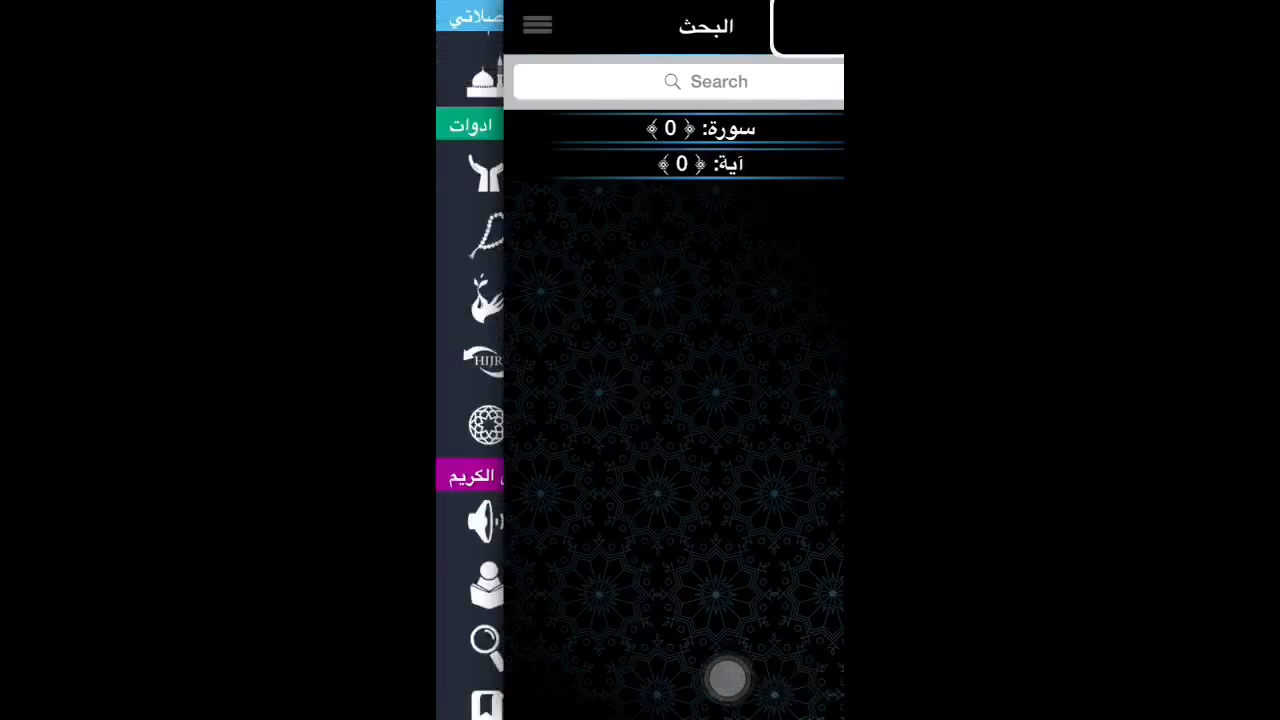 صلاتي
البحث
Search
سورة: ﴿ 0 ﴾
آية: ﴿ 0 ﴾
ادوات
HIJR
الكريم